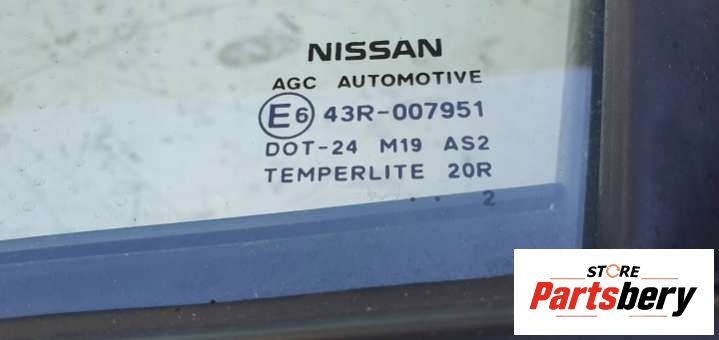 NISSAN
AGC AUTOMOTIVE
E6 43R-007951
DOT-24 M19 AS2
TEMPERLITE 20R
. . 2
STORE
Partsbery